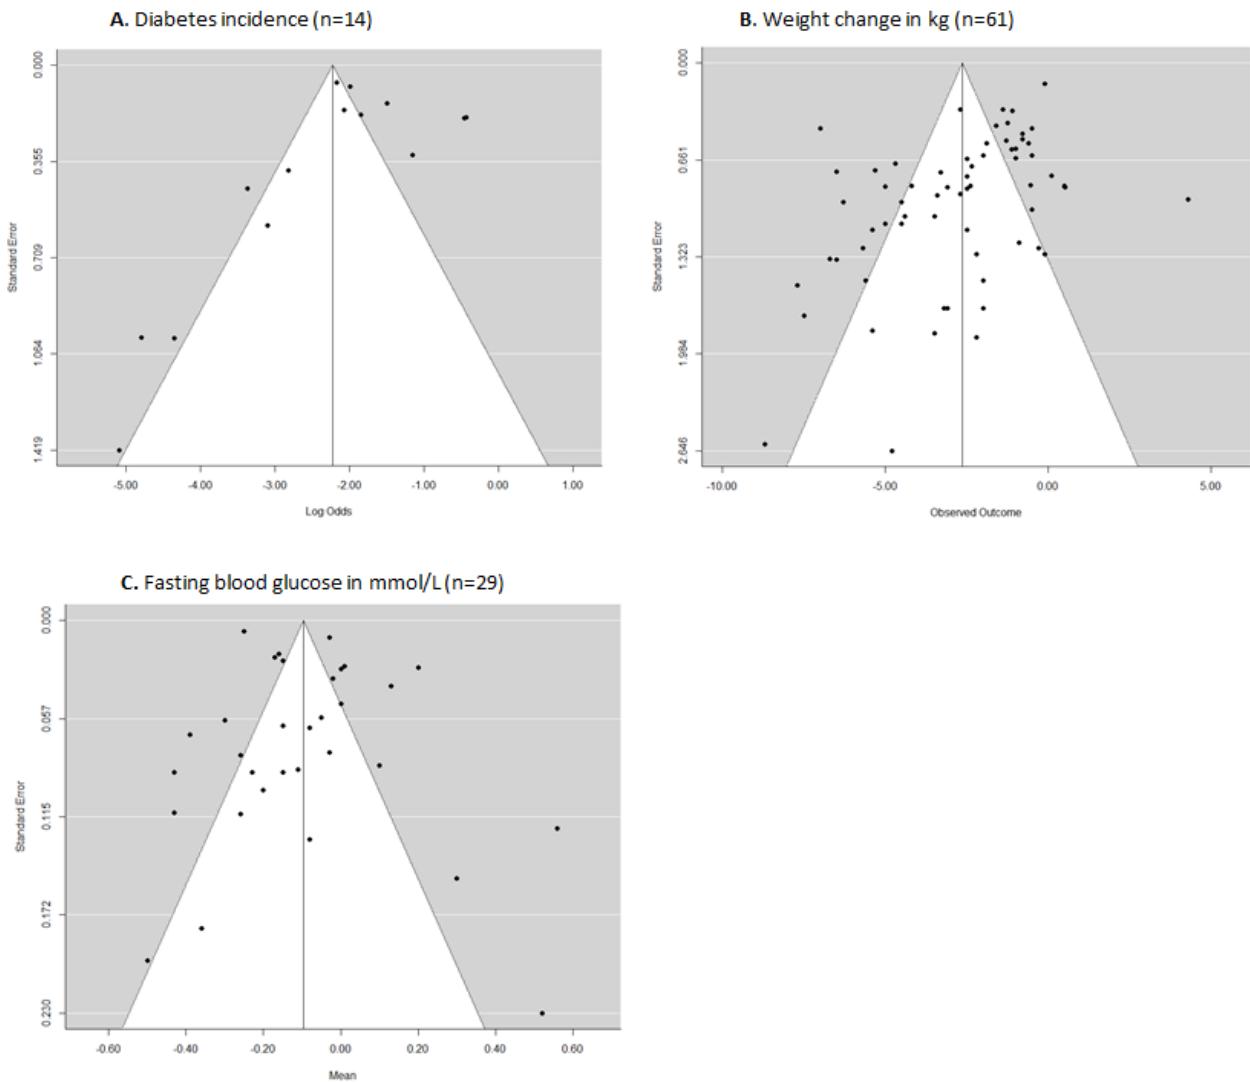 A. Diabetes incidence (n=14)
0.000
0.355
0.709
1.064
1.419
Standard Error
-5.00 -4.00 -3.00 -2.00 -1.00 0.00 1.00
Log Odds
B. Weight change in kg (n=61)
0.000
0.661
1.323
1.984
2.646
Standard Error
-10.00 -5.00 0.00 5.00
Observed Outcome
C. Fasting blood glucose in mmol/L (n=29)
0.000
0.057
0.115
0.172
0.230
Standard Error
-0.60 -0.40 -0.20 0.00 0.20 0.40 0.60
Mean